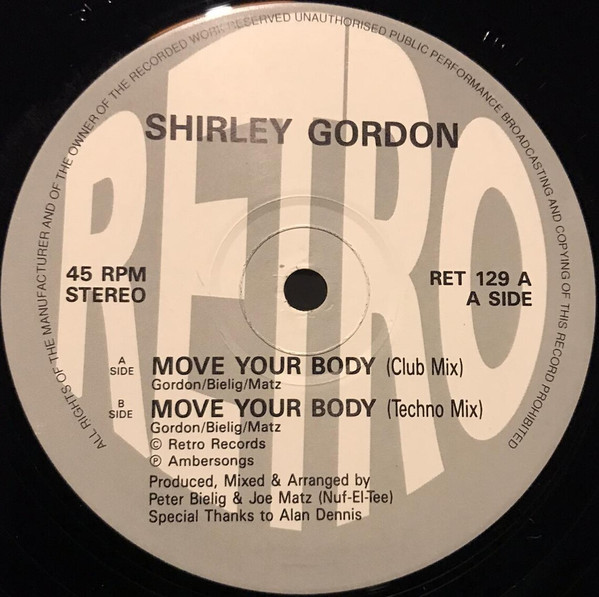 ALL RIGHTS OF THE MANUFACTURER AND OF THE OWNER OF THE RECORDED WORK RESERVED UNAUTHORISED PUBLIC PERFORMANCE BROADCASTING AND COPYING OF THIS RECORD PROHIBITED
RETRO
SHIRLEY GORDON
45 RPM
STEREO
RET 129 A
A SIDE
A SIDE MOVE YOUR BODY (Club Mix)
Gordon/Bielig/Matz
B SIDE MOVE YOUR BODY (Techno Mix)
Gordon/Bielig/Matz
© Retro Records
℗ Ambersongs
Produced, Mixed & Arranged by
Peter Bielig & Joe Matz (Nuf-El-Tee)
Special Thanks to Alan Dennis